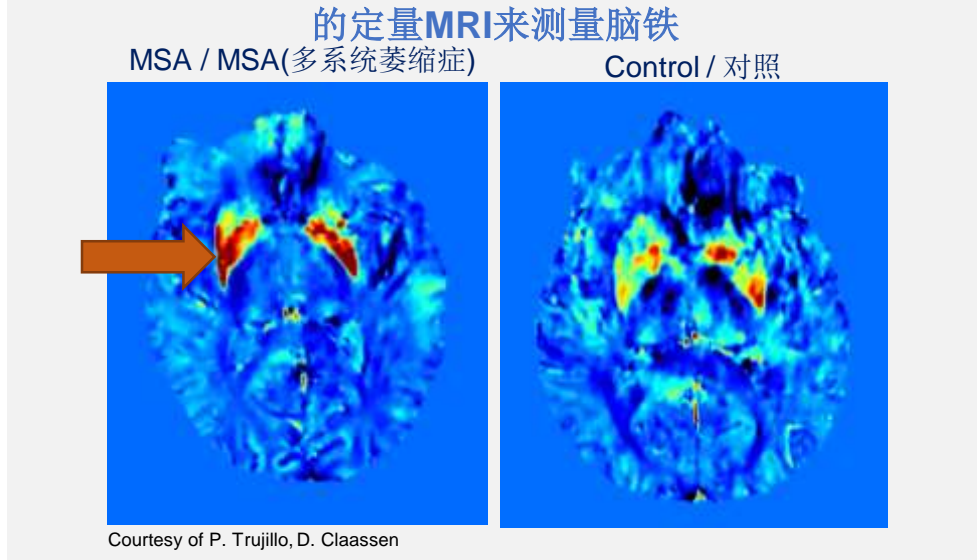 的定量MRI来测量脑铁
MSA / MSA(多系统萎缩症)
Control / 对照
Courtesy of P. Trujillo, D. Claassen